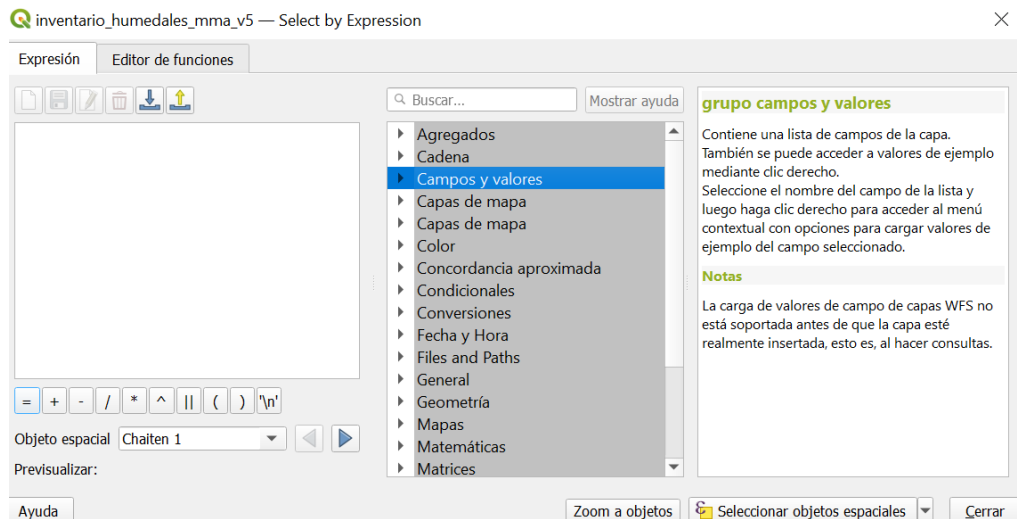 inventario_humedales_mma_v5 — Select by Expression
Expresión
Editor de funciones
Buscar...
Mostrar ayuda
Agregados
Cadena
Campos y valores
Capas de mapa
Capas de mapa
Color
Concordancia aproximada
Condicionales
Conversiones
Fecha y Hora
Files and Paths
General
Geometría
Mapas
Matemáticas
Matrices
grupo campos y valores
Contiene una lista de campos de la capa.
También se puede acceder a valores de ejemplo
mediante clic derecho.
Seleccione el nombre del campo de la lista y
luego haga clic derecho para acceder al menú
contextual con opciones para cargar valores de
ejemplo del campo seleccionado.
Notas
La carga de valores de campo de capas WFS no
está soportada antes de que la capa esté
realmente insertada, esto es, al hacer consultas.
= + - / * ^ || ( ) '\n'
Objeto espacial Chaiten 1
Previsualizar:
Ayuda
Zoom a objetos
Seleccionar objetos espaciales
Cerrar